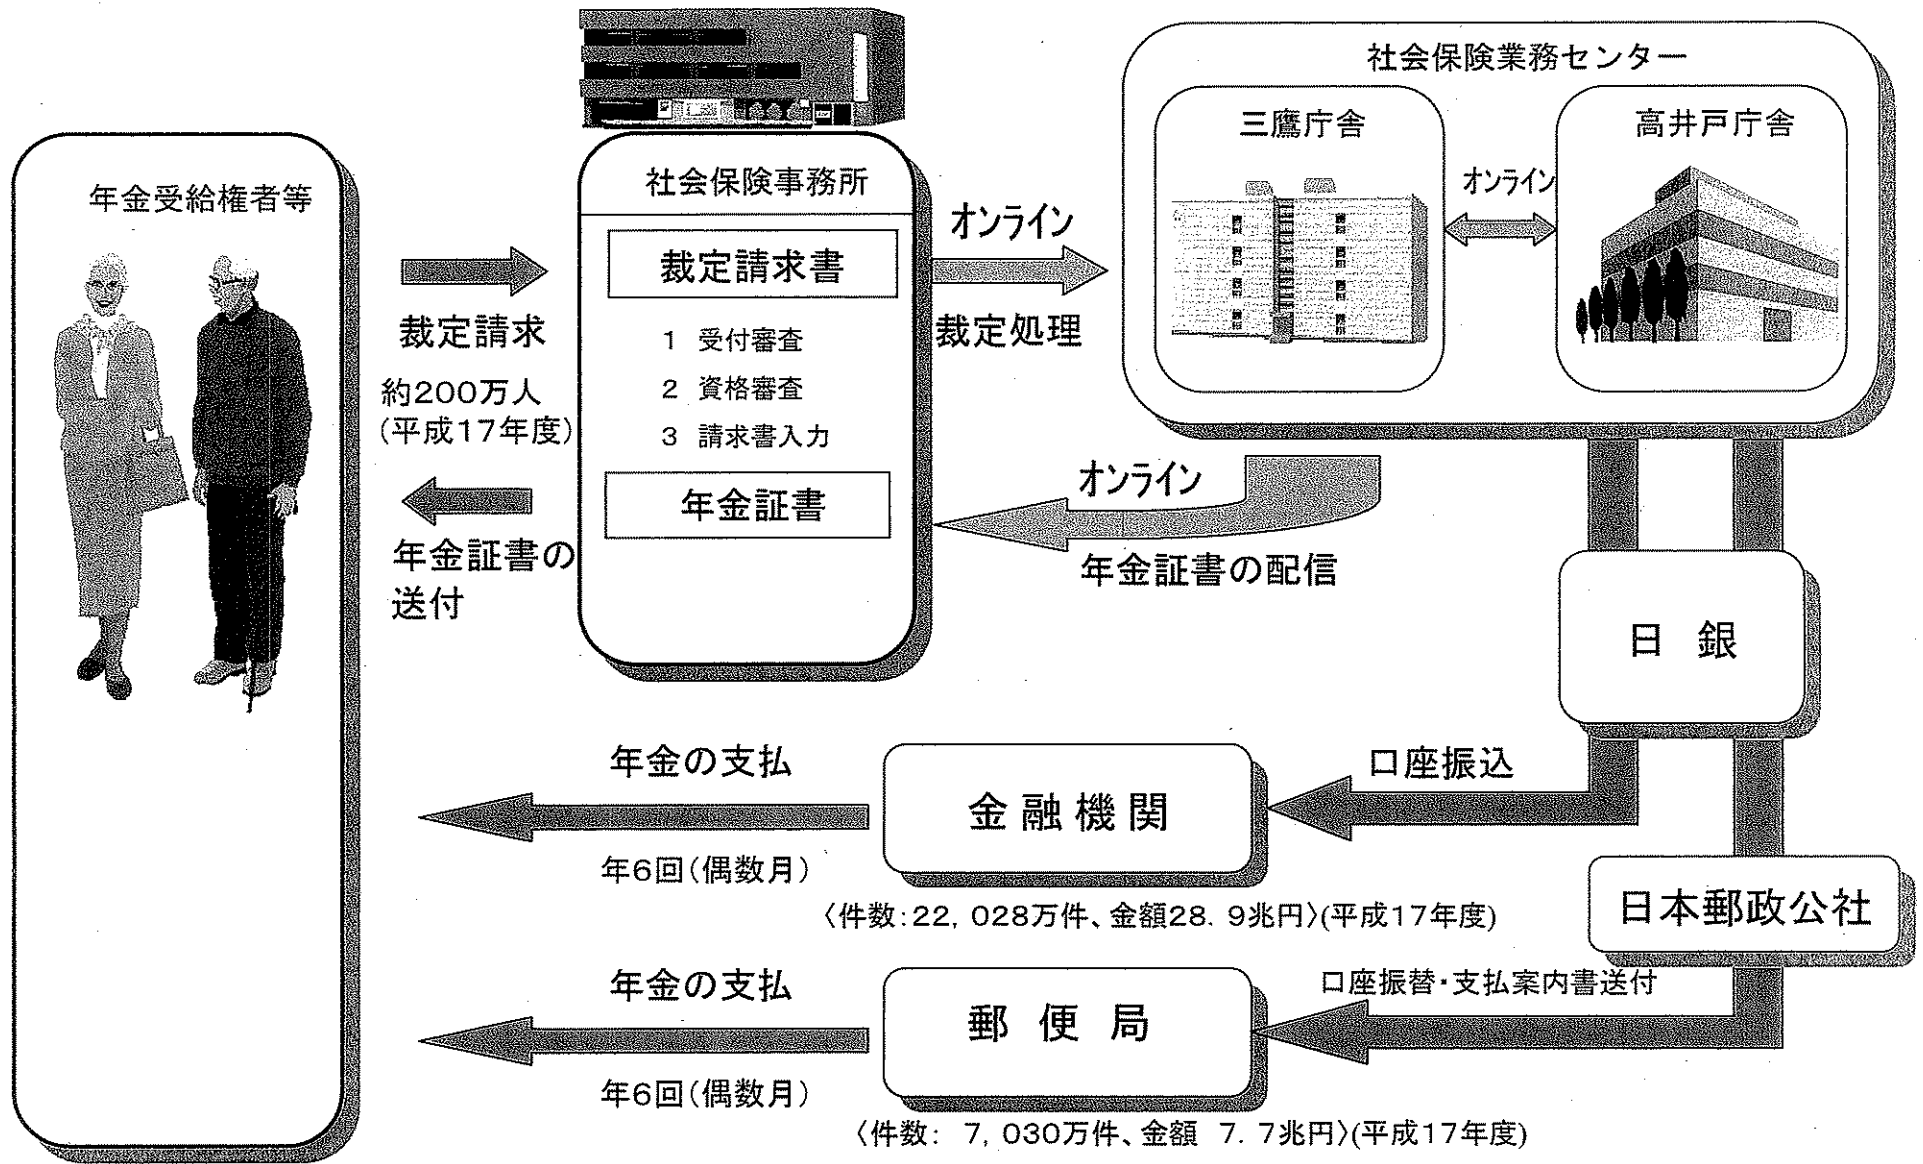 社会保険業務センター
三鷹庁舎
オンライン
高井戸庁舎
年金受給権者等
裁定請求
約200万人
(平成17年度)
年金証書の
送付
社会保険事務所
裁定請求書
1 受付審査
2 資格審査
3 請求書入力
年金証書
オンライン
裁定処理
オンライン
年金証書の配信
日 銀
年金の支払
年6回(偶数月)
金融機関
口座振込
〈件数:22, 028万件、金額28. 9兆円〉(平成17年度)
日本郵政公社
年金の支払
年6回(偶数月)
郵 便 局
口座振替・支払案内書送付
〈件数: 7, 030万件、金額 7. 7兆円〉(平成17年度)